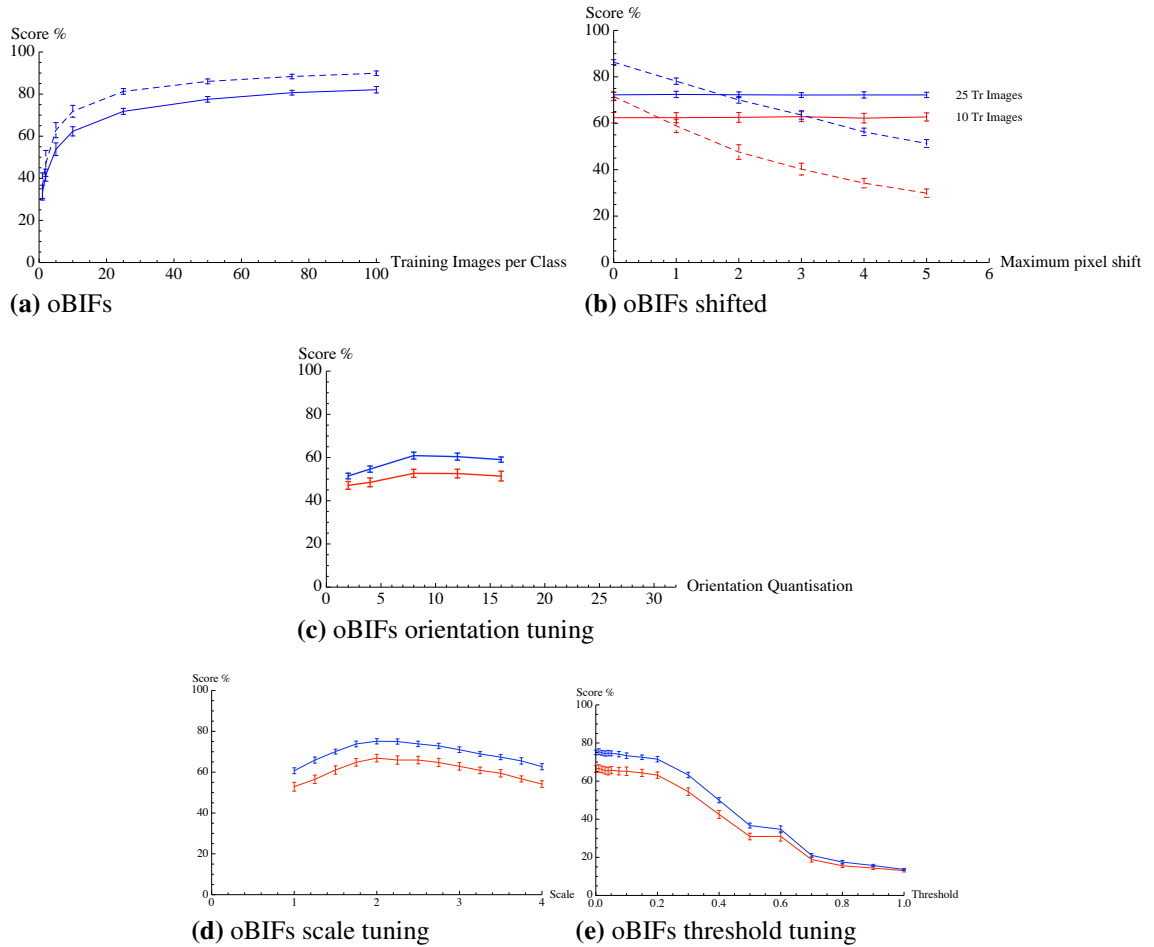 Score %
100
80
60
40
20
0
0 20 40 60 80 100
Training Images per Class
(a) oBIFs
Score %
100
80
60
40
20
0
25 Tr Images
10 Tr Images
0 1 2 3 4 5 6
Maximum pixel shift
(b) oBIFs shifted
Score %
100
80
60
40
20
0
0 5 10 15 20 25 30
Orientation Quantisation
(c) oBIFs orientation tuning
Score %
100
80
60
40
20
0
0 1 2 3 4
Scale
(d) oBIFs scale tuning
Score %
100
80
60
40
20
0
0.0 0.2 0.4 0.6 0.8 1.0
Threshold
(e) oBIFs threshold tuning